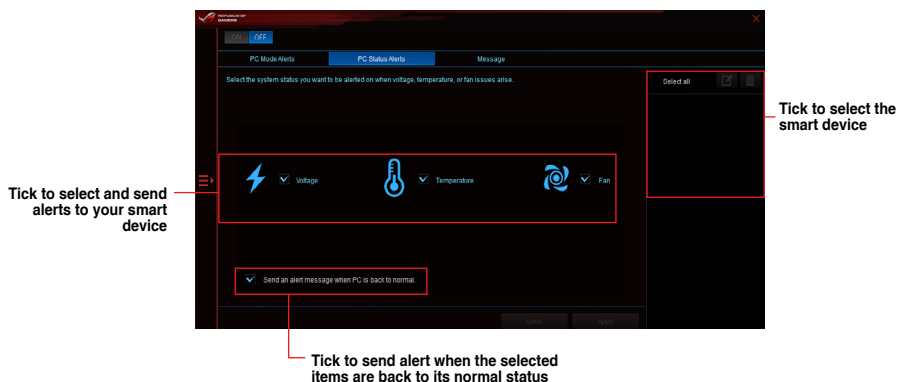 REPUBLIC OF
GAMERS
ON OFF
PC Mode Alerts PC Status Alerts Message
Select the system status you want to be alerted on when voltage, temperature, or fan issues arise.
Select all
Tick to select the
smart device
Voltage Temperature Fan
Tick to select and send
alerts to your smart
device
Send an alert message when PC is back to normal.
Undo Apply
Tick to send alert when the selected
items are back to its normal status